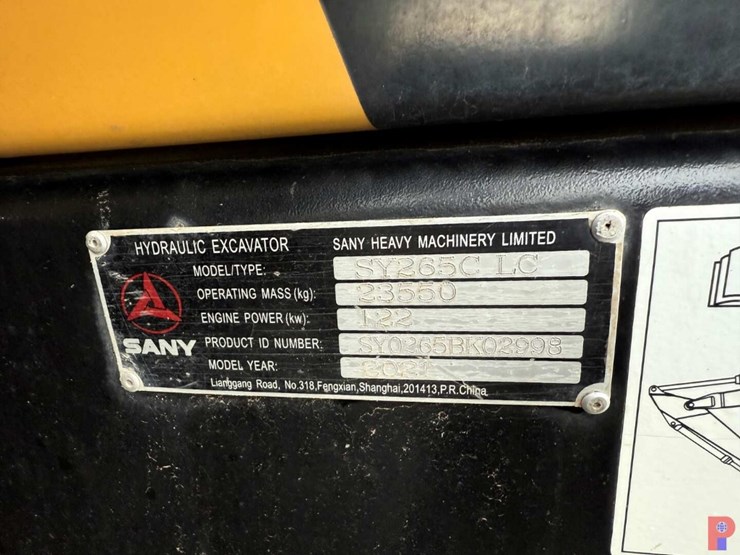 HYDRAULIC EXCAVATOR SANY HEAVY MACHINERY LIMITED
MODEL/TYPE: SY265C LC
OPERATING MASS (kg): 23550
ENGINE POWER (kw): 122
SANY PRODUCT ID NUMBER: SY0265BK02998
MODEL YEAR:
Lianggang Road, No.318,Fengxian,Shanghai,201413,P.R.China